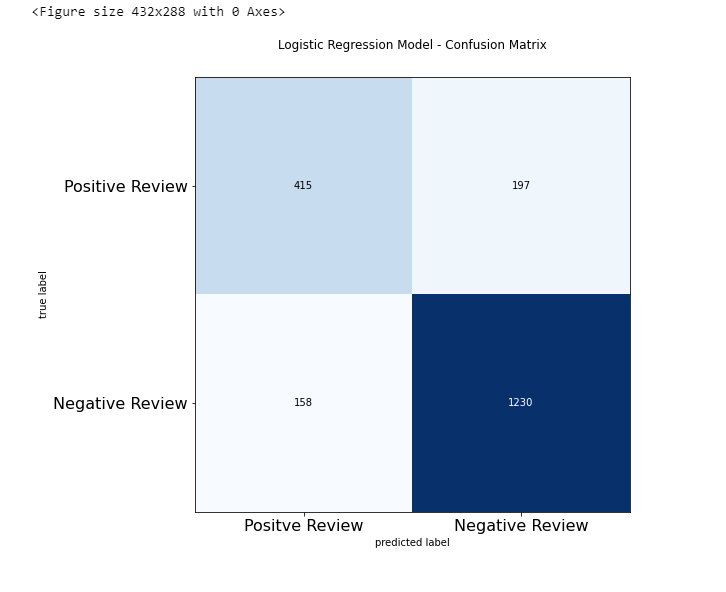 <Figure size 432x288 with 0 Axes>
Logistic Regression Model - Confusion Matrix
Positive Review
415
197
true label
Negative Review
158
1230
Positve Review
Negative Review
predicted label